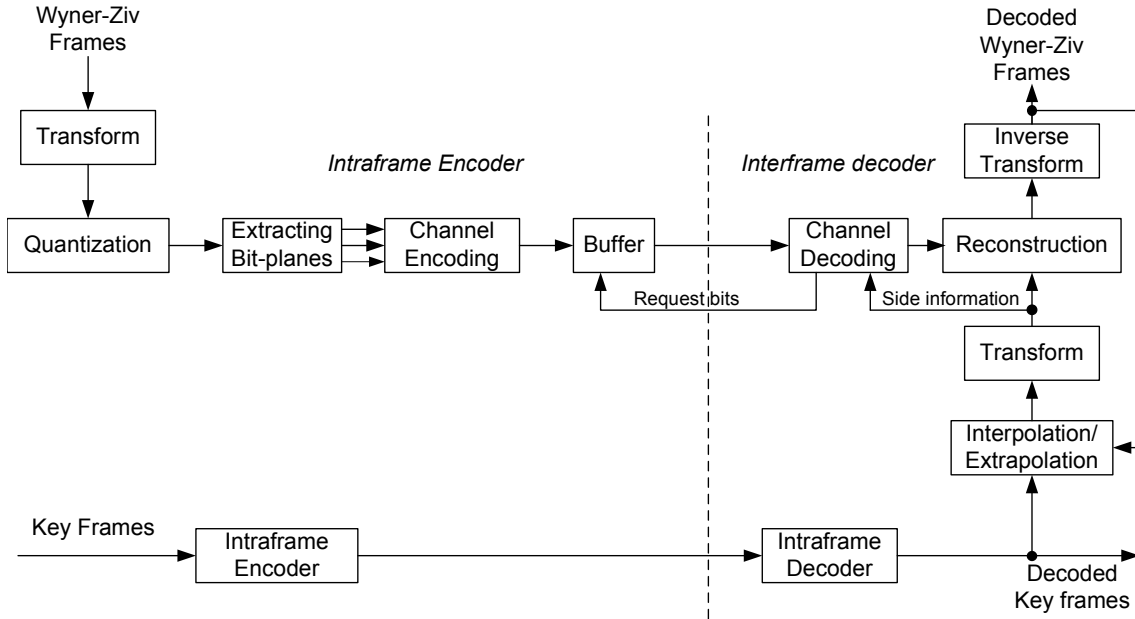 Wyner-Ziv
Frames
Decoded
Wyner-Ziv
Frames
Transform
Intraframe Encoder
Interframe decoder
Inverse
Transform
Quantization
Extracting
Bit-planes
Channel
Encoding
Buffer
Channel
Decoding
Reconstruction
Request bits
Side information
Transform
Interpolation/
Extrapolation
Key Frames
Intraframe
Encoder
Intraframe
Decoder
Decoded
Key frames